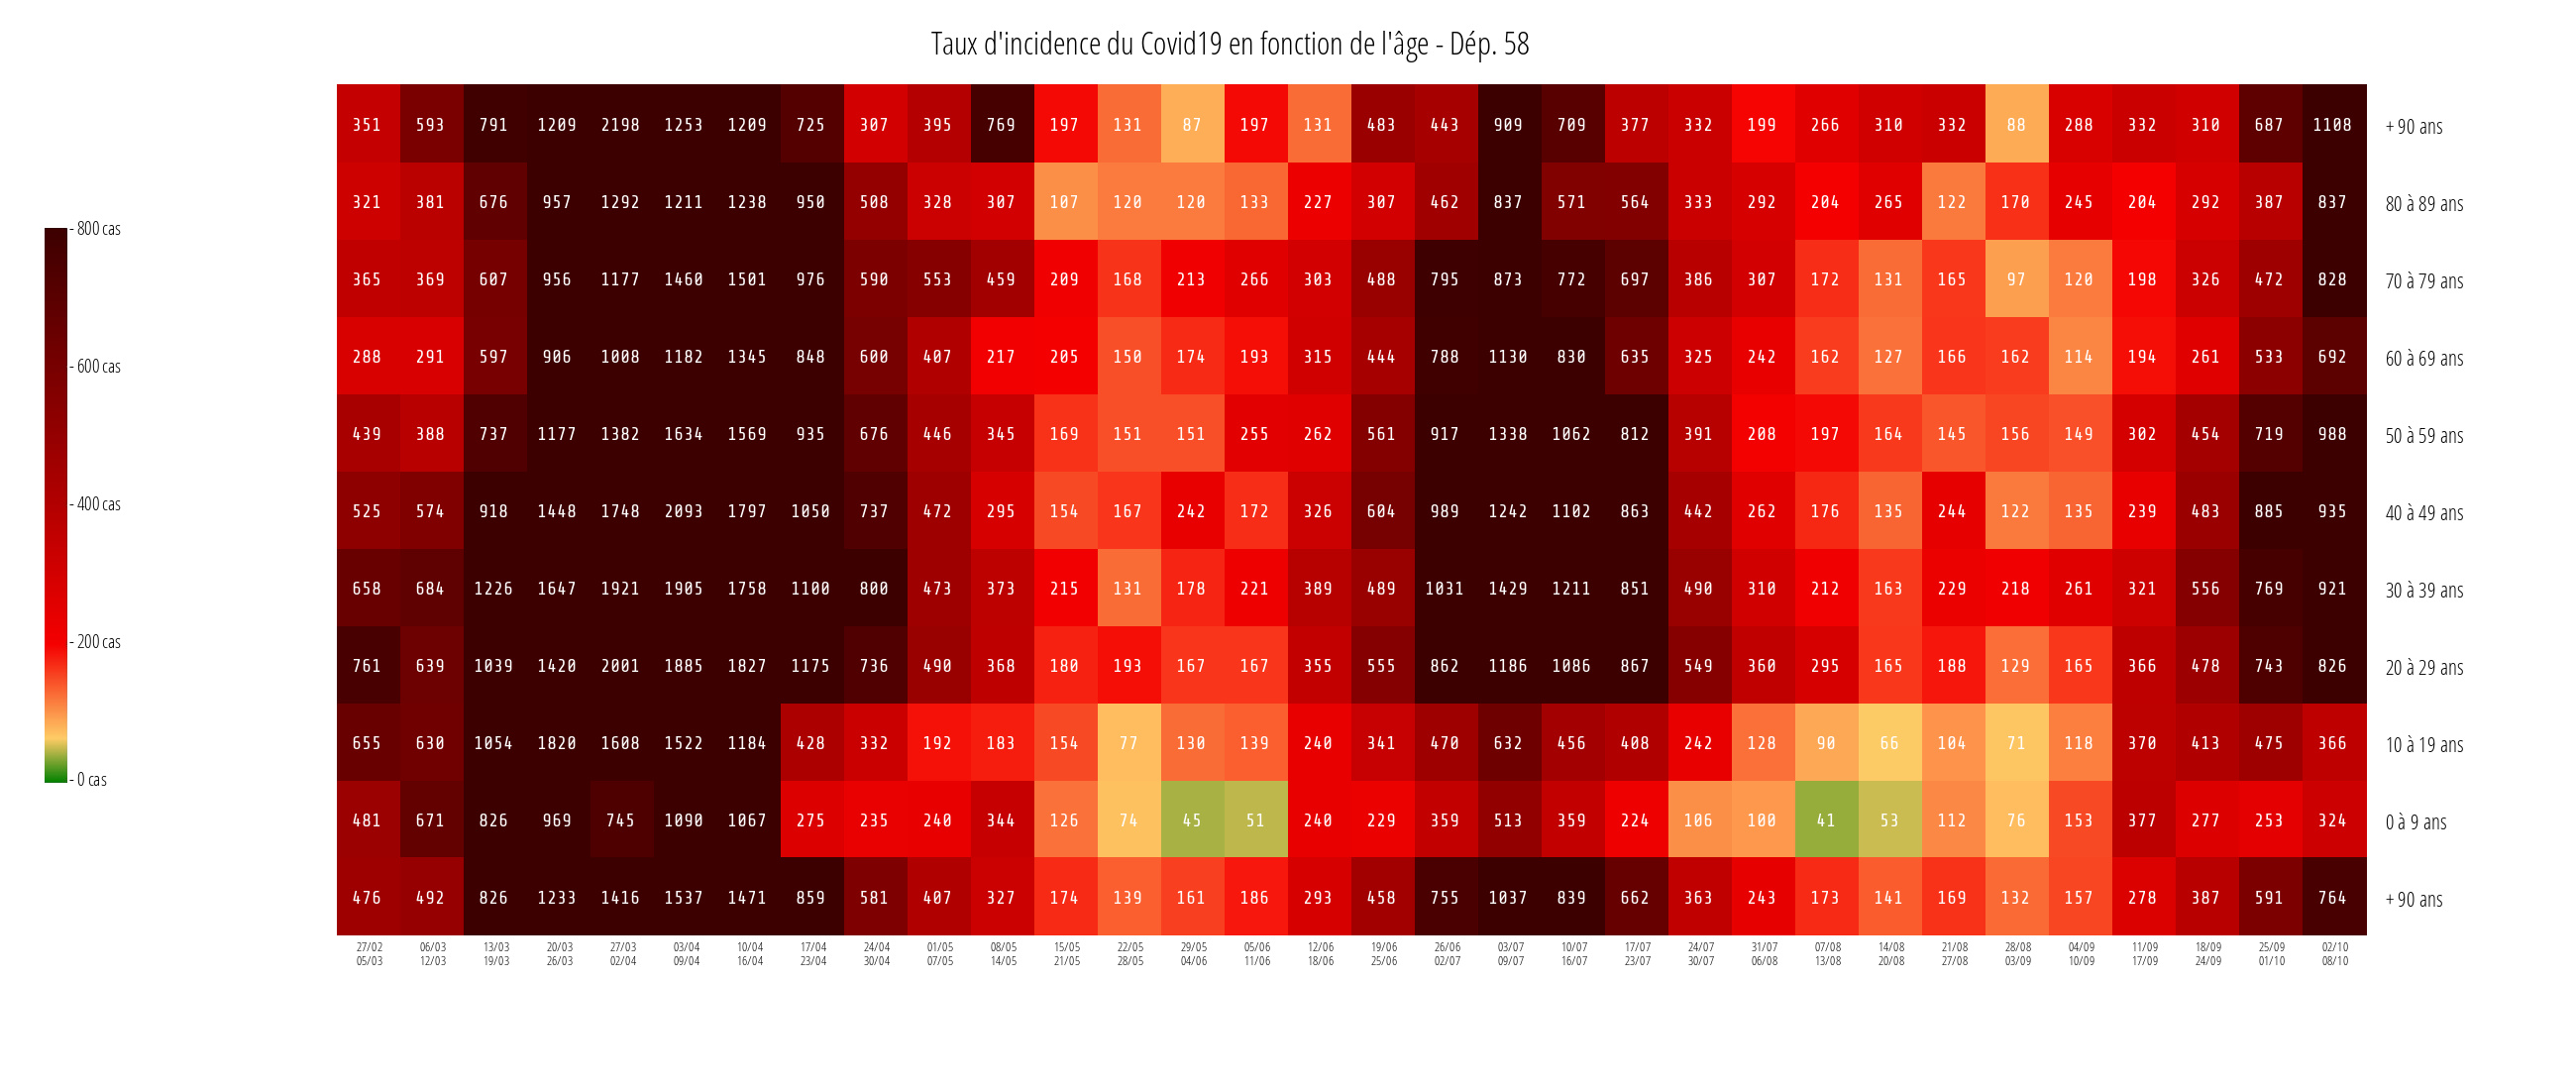 Taux d'incidence du Covid19 en fonction de l'âge - Dép. 58
351 593 791 1209 2198 1253 1209 725 307 395 769 197 131 87 197 131 483 443 909 709 377 332 199 266 310 332 88 288 332 310 687 1108 + 90 ans
321 381 676 957 1292 1211 1238 950 508 328 307 107 120 120 133 227 307 462 837 571 564 333 292 204 265 122 170 245 204 292 387 837 80 à 89 ans
- 800 cas
365 369 607 956 1177 1460 1501 976 590 553 459 209 168 213 266 303 488 795 873 772 697 386 307 172 131 165 97 120 198 326 472 828 70 à 79 ans
288 291 597 906 1008 1182 1345 848 600 407 217 205 150 174 193 315 444 788 1130 830 635 325 242 162 127 166 162 114 194 261 533 692 60 à 69 ans
- 600 cas
439 388 737 1177 1382 1634 1569 935 676 446 345 169 151 151 255 262 561 917 1338 1062 812 391 208 197 164 145 156 149 302 454 719 988 50 à 59 ans
- 400 cas
525 574 918 1448 1748 2093 1797 1050 737 472 295 154 167 242 172 326 604 989 1242 1102 863 442 262 176 135 244 122 135 239 483 885 935 40 à 49 ans
658 684 1226 1647 1921 1905 1758 1100 800 473 373 215 131 178 221 389 489 1031 1429 1211 851 490 310 212 163 229 218 261 321 556 769 921 30 à 39 ans
- 200 cas
761 639 1039 1420 2001 1885 1827 1175 736 490 368 180 193 167 167 355 555 862 1186 1086 867 549 360 295 165 188 129 165 366 478 743 826 20 à 29 ans
655 630 1054 1820 1608 1522 1184 428 332 192 183 154 77 130 139 240 341 470 632 456 408 242 128 90 66 104 71 118 370 413 475 366 10 à 19 ans
- 0 cas
481 671 826 969 745 1090 1067 275 235 240 344 126 74 45 51 240 229 359 513 359 224 106 100 41 53 112 76 153 377 277 253 324 0 à 9 ans
476 492 826 1233 1416 1537 1471 859 581 407 327 174 139 161 186 293 458 755 1037 839 662 363 243 173 141 169 132 157 278 387 591 764 + 90 ans
27/02 06/03 13/03 20/03 27/03 03/04 10/04 17/04 24/04 01/05 08/05 15/05 22/05 29/05 05/06 12/06 19/06 26/06 03/07 10/07 17/07 24/07 31/07 07/08 14/08 21/08 28/08 04/09 11/09 18/09 25/09 02/10
05/03 12/03 19/03 26/03 02/04 09/04 16/04 23/04 30/04 07/05 14/05 21/05 28/05 04/06 11/06 18/06 25/06 02/07 09/07 16/07 23/07 30/07 06/08 13/08 20/08 27/08 03/09 10/09 17/09 24/09 01/10 08/10